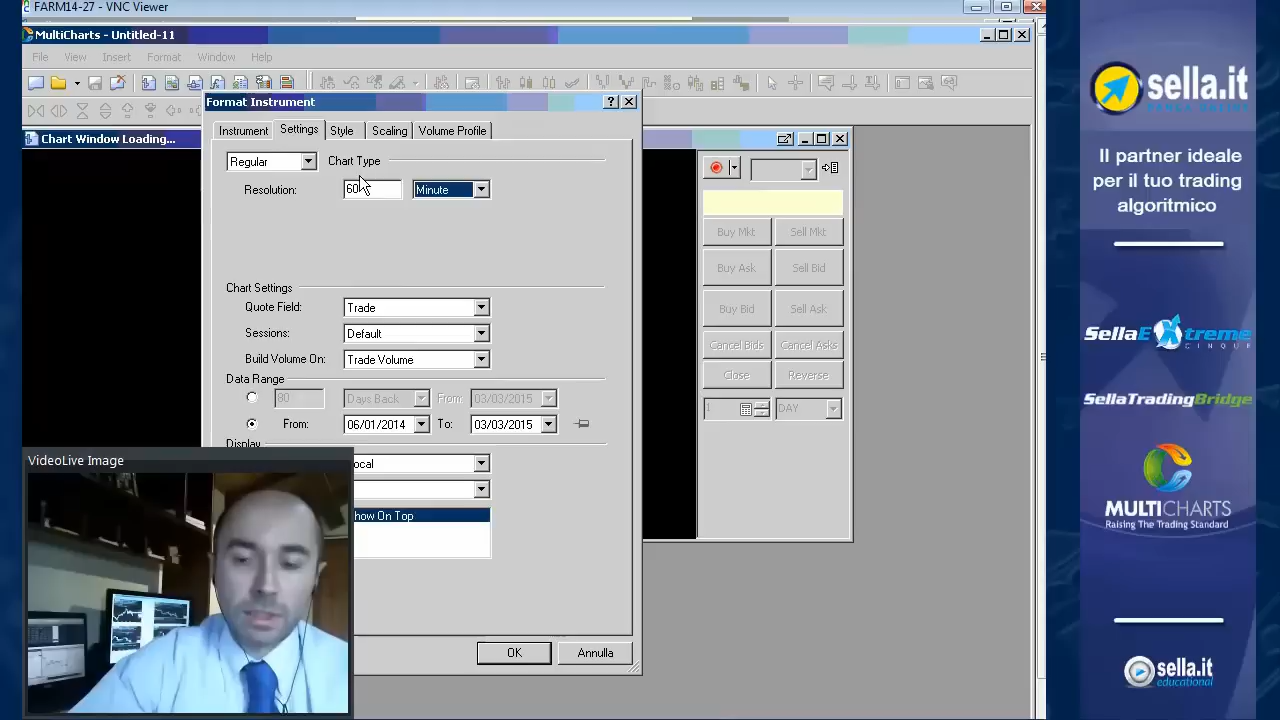 FARM14-27 - VNC Viewer
MultiCharts - Untitled-11
File View Insert Format Window Help
Format Instrument
Chart Window Loading...
Instrument Settings Style Scaling Volume Profile
Regular Chart Type
Resolution: 60 Minute
Chart Settings
Quote Field: Trade
Sessions: Default
Build Volume On: Trade Volume
Data Range
80 Days Back From: 03/03/2015
From: 06/01/2014 To: 03/03/2015
Display
ocal
how On Top
OK Annulla
Buy Mkt Sell Mkt
Buy Ask Sell Bid
Buy Bid Sell Ask
Cancel Bids Cancel Asks
Close Reverse
1 DAY
VideoLive Image
sella.it
BANCA ONLINE
Il partner ideale
per il tuo trading
algoritmico
SELLAEXtreme
CINQUE
SELLATRADINGBridge
MULTICHARTS
Raising The Trading Standard
sella.it
educational